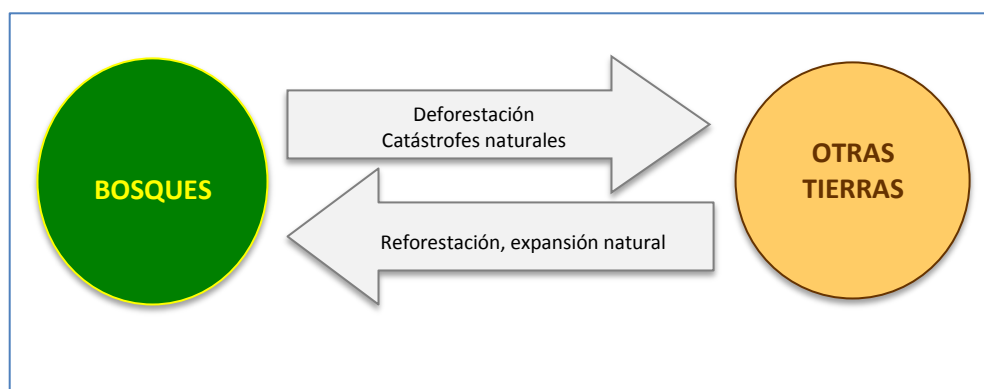 BOSQUES
Deforestación
Catástrofes naturales
Reforestación, expansión natural
OTRAS
TIERRAS